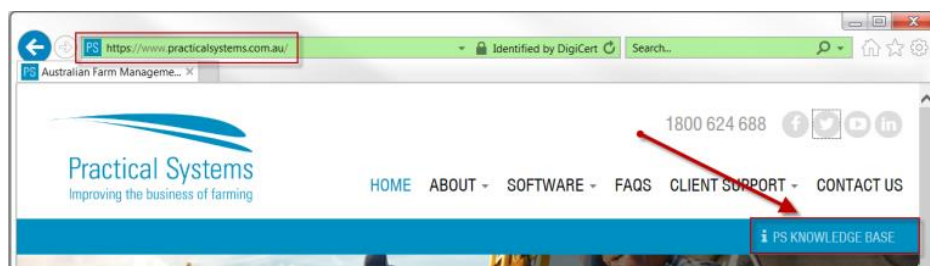 PS https://www.practicalsystems.com.au/ Identified by DigiCert Search...
PS Australian Farm Manageme...
1800 624 688
Practical Systems
Improving the business of farming
HOME ABOUT SOFTWARE FAQS CLIENT SUPPORT CONTACT US
i PS KNOWLEDGE BASE